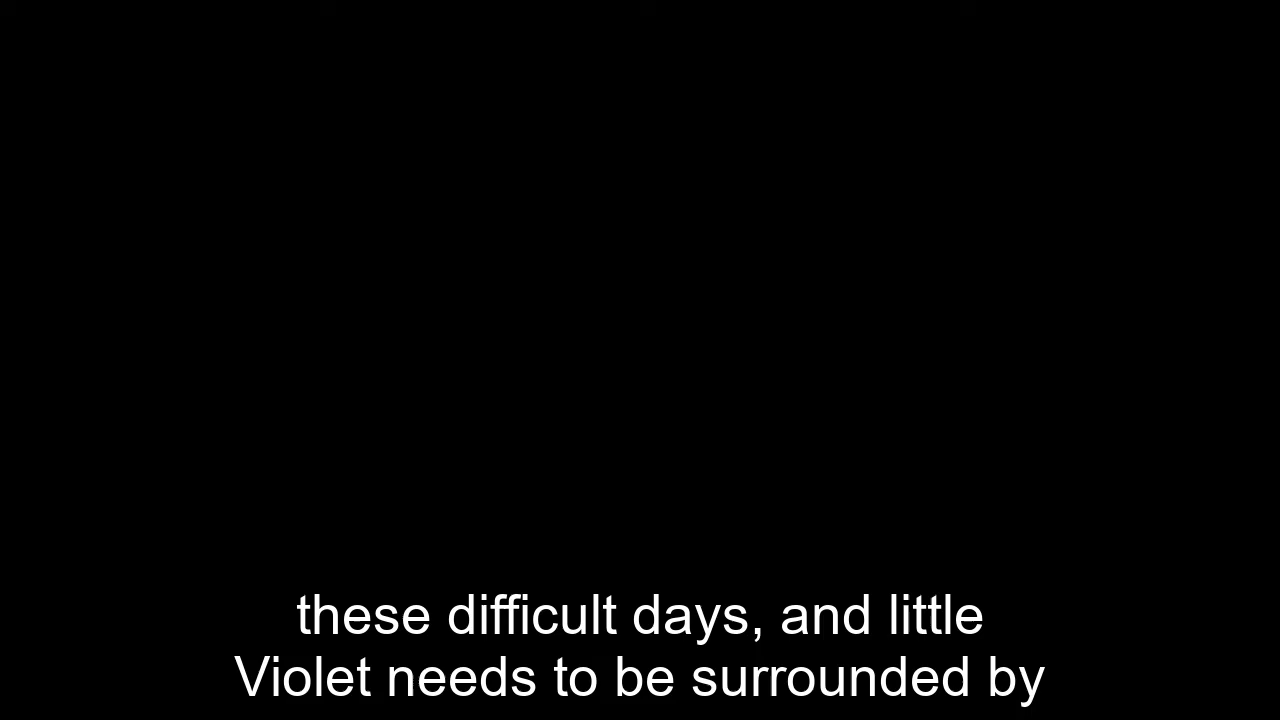 these difficult days, and little
Violet needs to be surrounded by